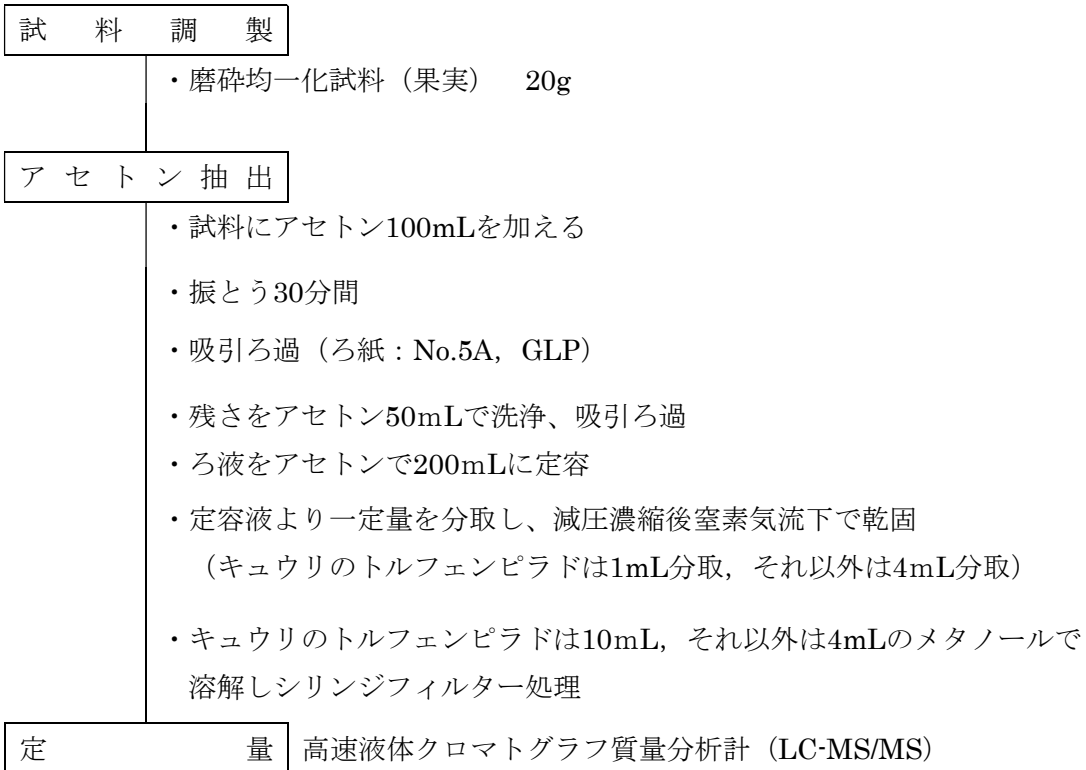 試料調製
・磨砕均一化試料（果実） 20g
アセトン抽出
・試料にアセトン100mLを加える
・振とう30分間
・吸引ろ過（ろ紙：No.5A，GLP）
・残さをアセトン50mLで洗浄、吸引ろ過
・ろ液をアセトンで200mLに定容
・定容液より一定量を分取し、減圧濃縮後窒素気流下で乾固
（キュウリのトルフェンピラドは1mL分取，それ以外は4mL分取）
・キュウリのトルフェンピラドは10mL，それ以外は4mLのメタノールで
溶解しシリンジフィルター処理
定量 高速液体クロマトグラフ質量分析計（LC-MS/MS）